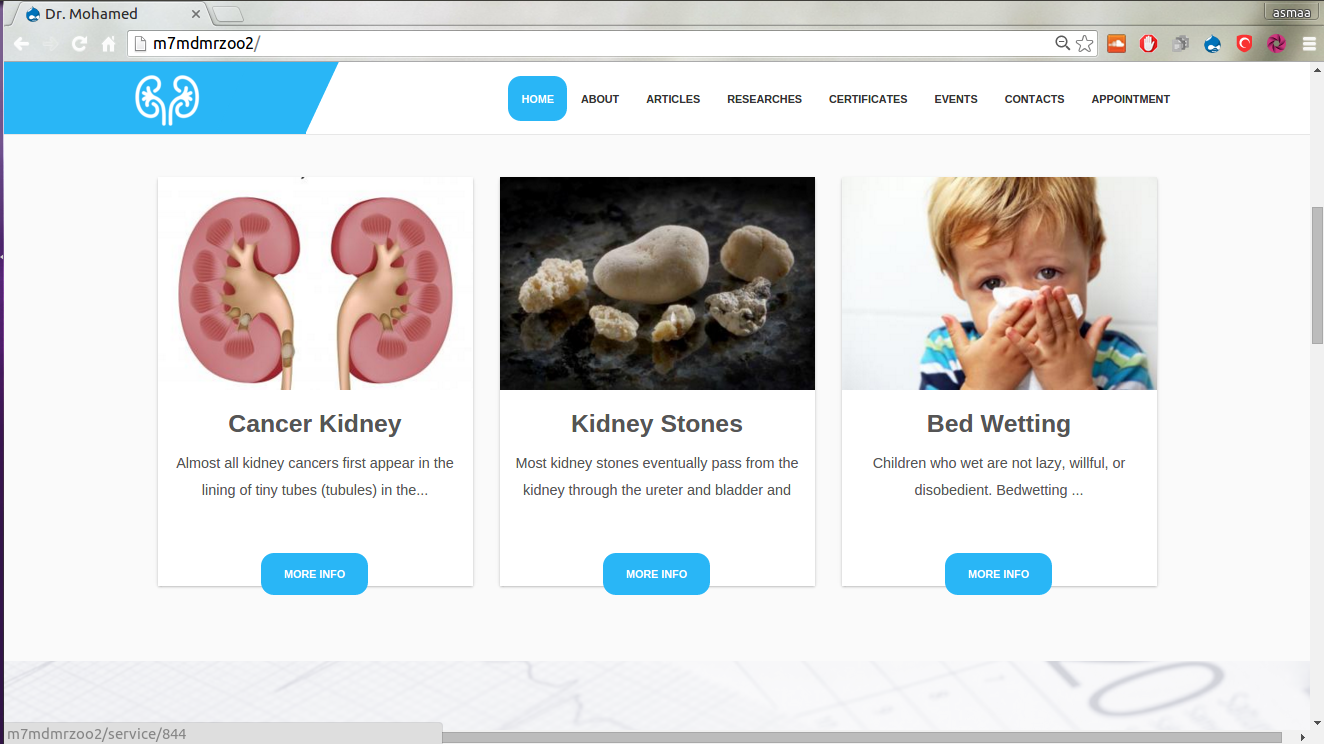 Dr. Mohamed
asmaa
m7mdmrzoo2/
HOME ABOUT ARTICLES RESEARCHES CERTIFICATES EVENTS CONTACTS APPOINTMENT
Cancer Kidney
Almost all kidney cancers first appear in the
lining of tiny tubes (tubules) in the...
MORE INFO
Kidney Stones
Most kidney stones eventually pass from the
kidney through the ureter and bladder and
MORE INFO
Bed Wetting
Children who wet are not lazy, willful, or
disobedient. Bedwetting ...
MORE INFO
m7mdmrzoo2/service/844